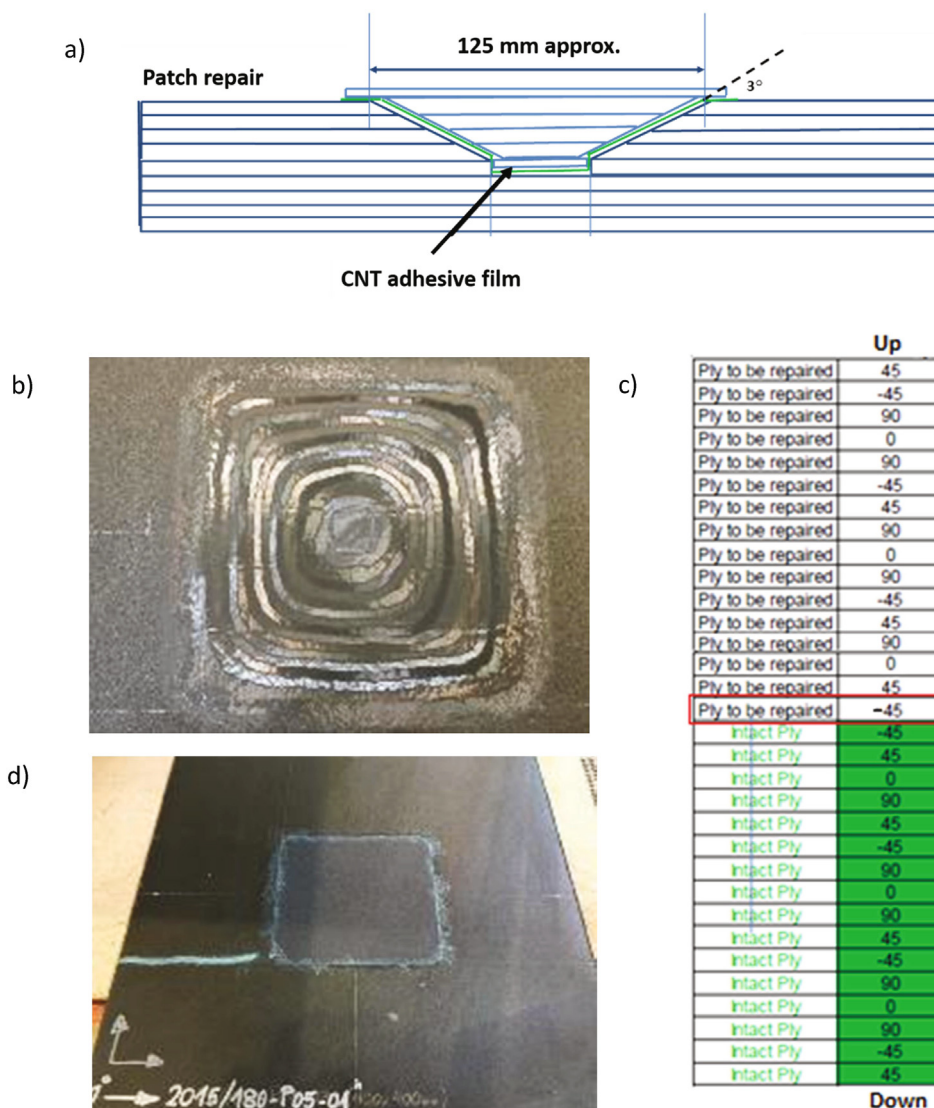 a)
125 mm approx.
3°
Patch repair
CNT adhesive film
b)
c)
Up
Ply to be repaired 45
Ply to be repaired -45
Ply to be repaired 90
Ply to be repaired 0
Ply to be repaired 90
Ply to be repaired -45
Ply to be repaired 45
Ply to be repaired 90
Ply to be repaired 0
Ply to be repaired 90
Ply to be repaired -45
Ply to be repaired 45
Ply to be repaired 90
Ply to be repaired 0
Ply to be repaired 45
Ply to be repaired -45
Intact Ply -45
Intact Ply 45
Intact Ply 0
Intact Ply 90
Intact Ply 45
Intact Ply -45
Intact Ply 90
Intact Ply 0
Intact Ply 90
Intact Ply 45
Intact Ply -45
Intact Ply 90
Intact Ply 0
Intact Ply 90
Intact Ply -45
Intact Ply 45
Down
d)
2015/180-P05-01